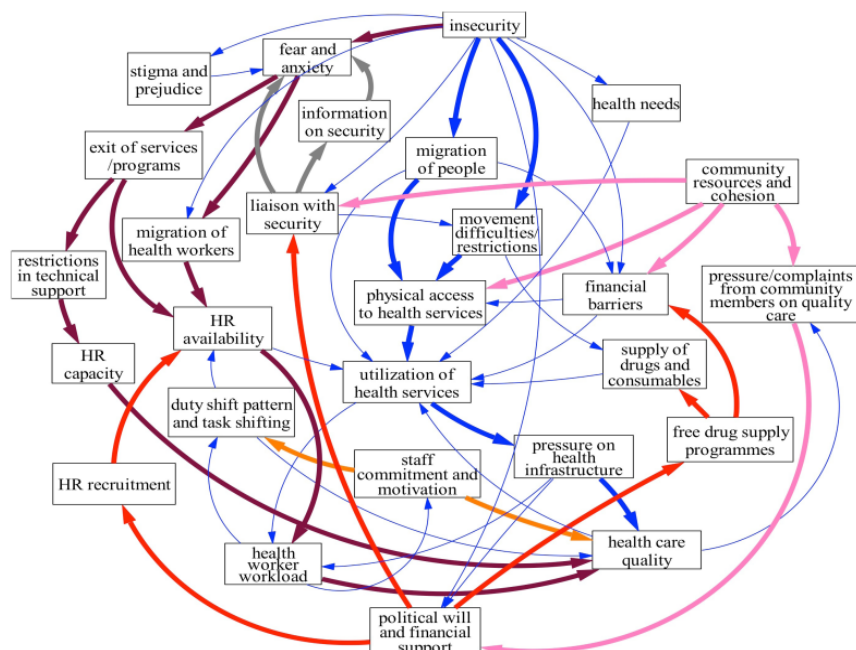 insecurity
fear and
anxiety
stigma and
prejudice
health needs
information
on security
exit of services
/programs
migration
of people
community
resources and
cohesion
liaison with
security
migration of
health workers
movement
difficulties/
restrictions
restrictions
in technical
support
physical access
to health services
financial
barriers
pressure/complaints
from community
members on quality
care
HR
availability
HR
capacity
utilization of
health services
supply of
drugs and
consumables
duty shift pattern
and task shifting
free drug supply
programmes
pressure on
health
infrastructure
staff
commitment and
motivation
HR recruitment
health care
quality
health
worker
workload
political will
and financial
support